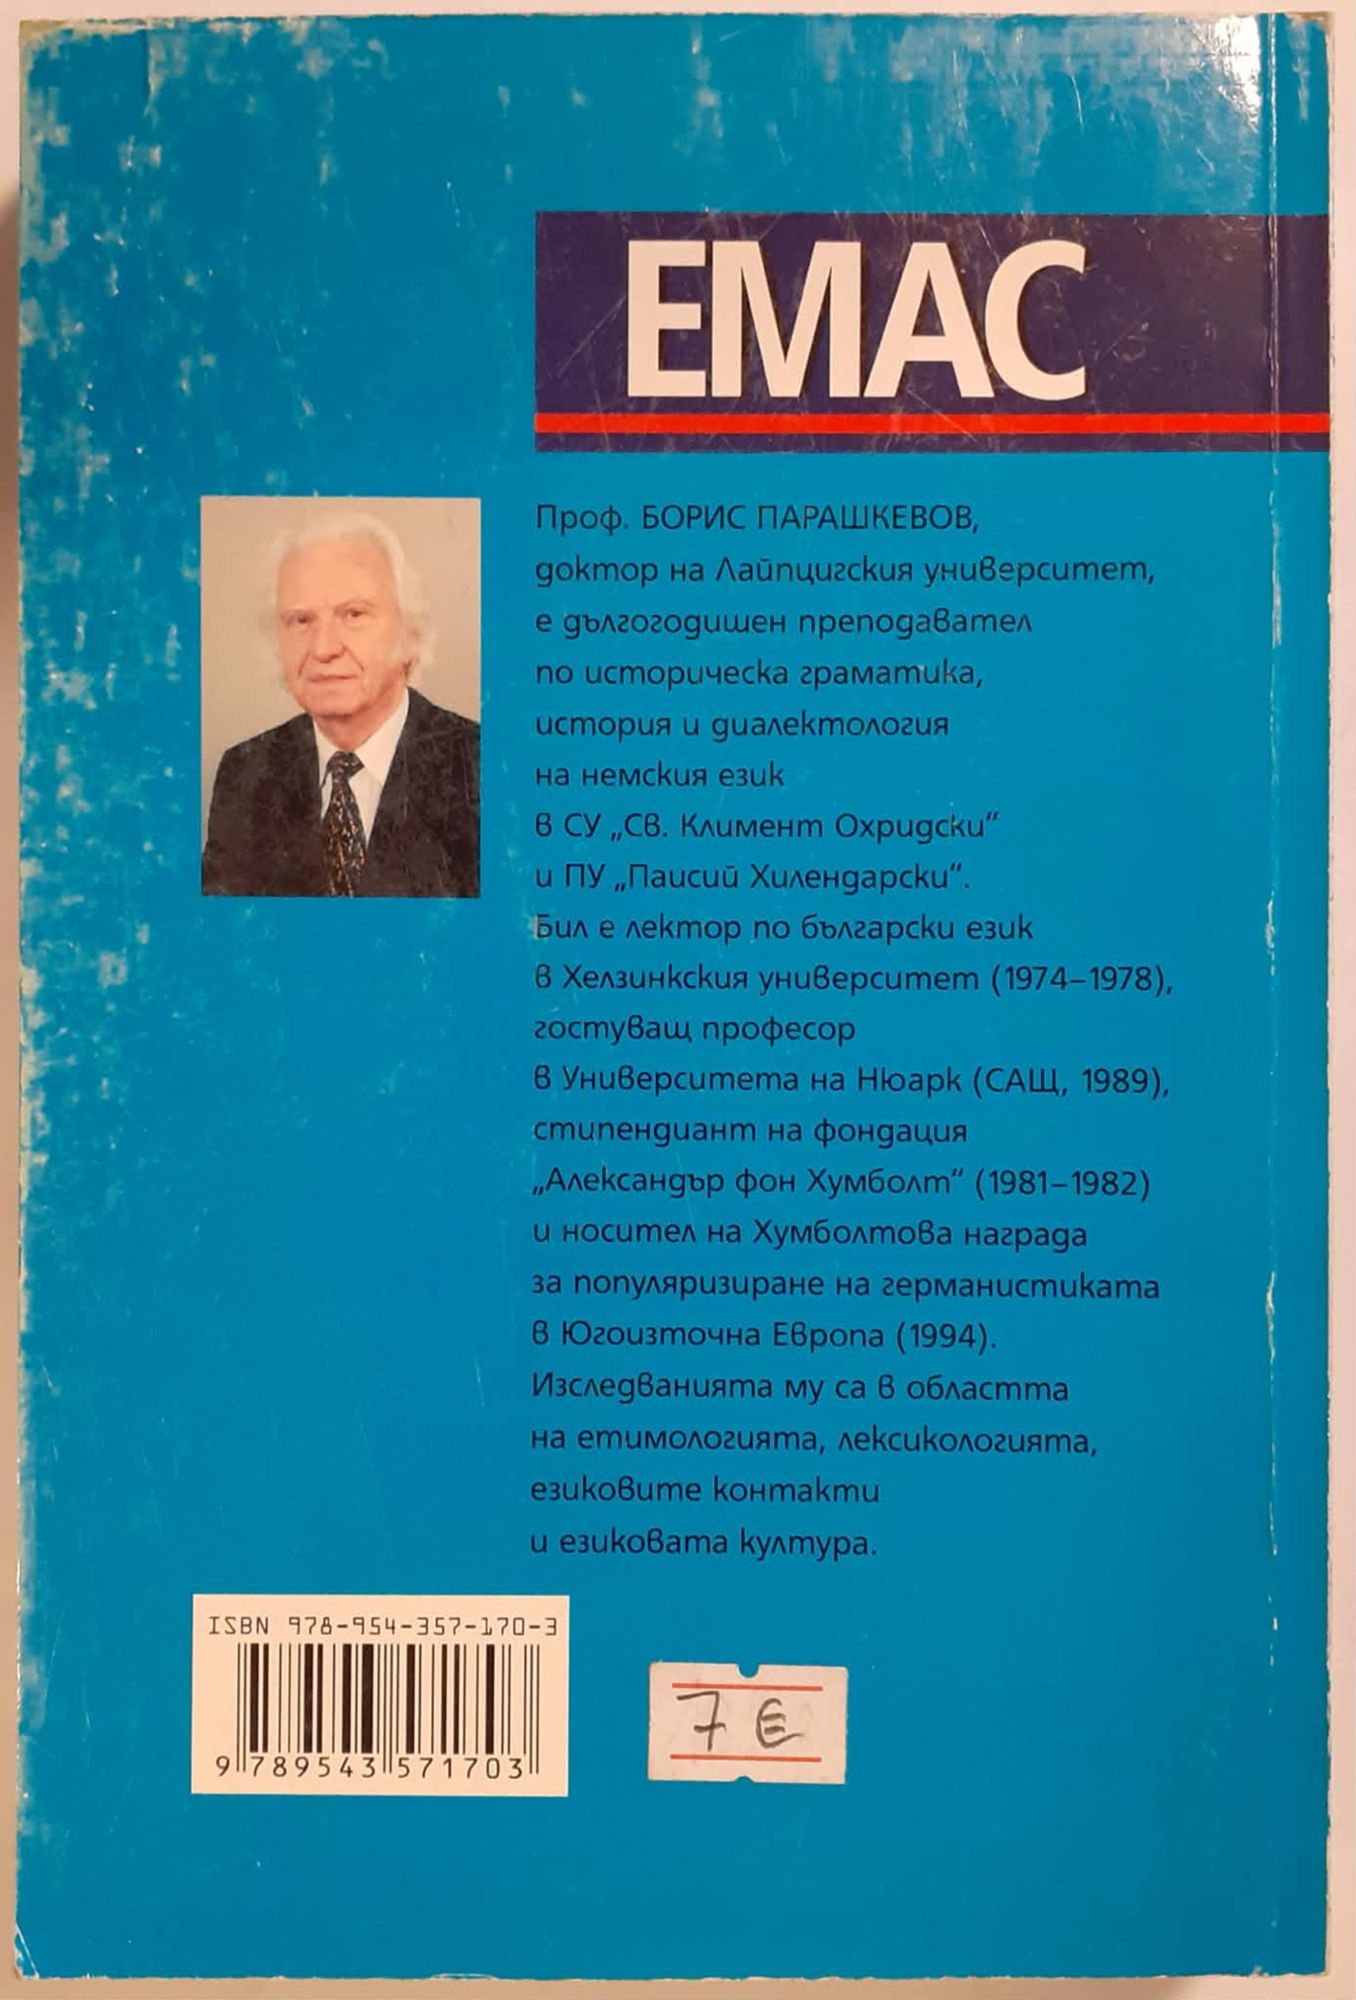 ЕМАС
Проф. БОРИС ПАРАШКЕВОВ,
доктор на Лайпцигския университет,
е дългогодишен преподавател
по историческа граматика,
история и диалектология
на немския език
в СУ „Св. Климент Охридски“
и ПУ „Паисий Хилендарски“.
Бил е лектор по български език
в Хелзинкския университет (1974–1978),
гостуващ професор
в Университета на Нюарк (САЩ, 1989),
стипендиант на фондация
„Александър фон Хумболт“ (1981–1982)
и носител на Хумболтова награда
за популяризиране на германистиката
в Югоизточна Европа (1994).
Изследванията му са в областта
на етимологията, лексикологията,
езиковите контакти
и езиковата култура.
ISBN 978-954-357-170-3
9 789543 571703
7 €